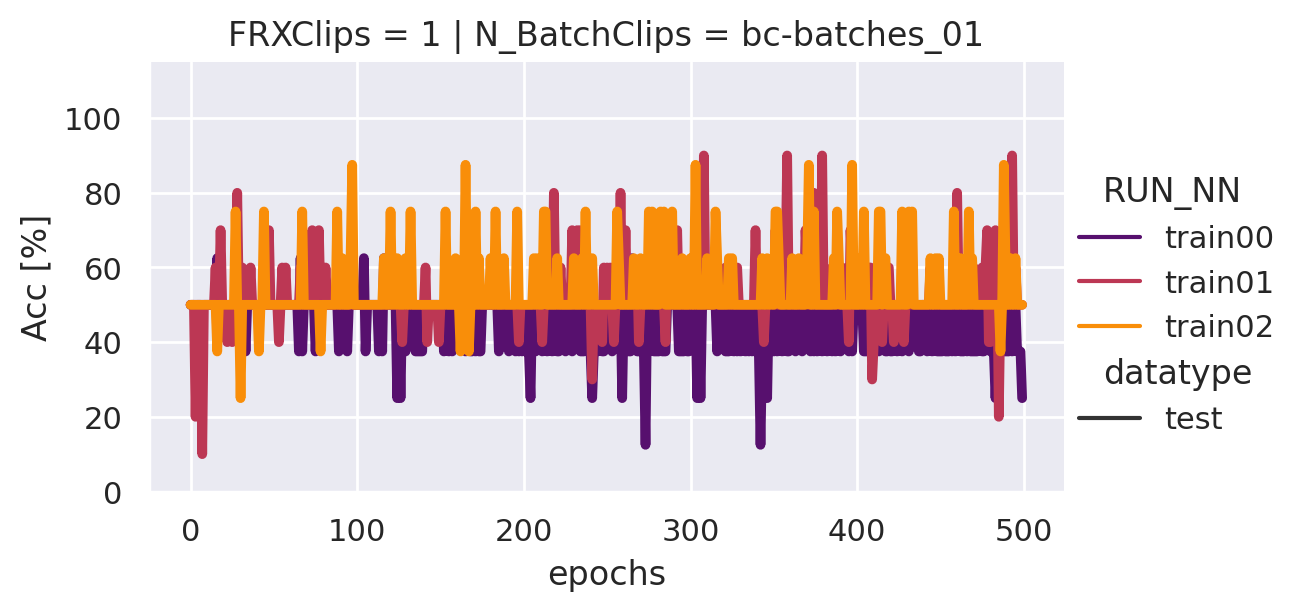 FRXClips = 1 | N_BatchClips = bc-batches_01
100
80
60
40
20
0
Acc [%]
0 100 200 300 400 500
epochs
RUN_NN
train00
train01
train02
datatype
test